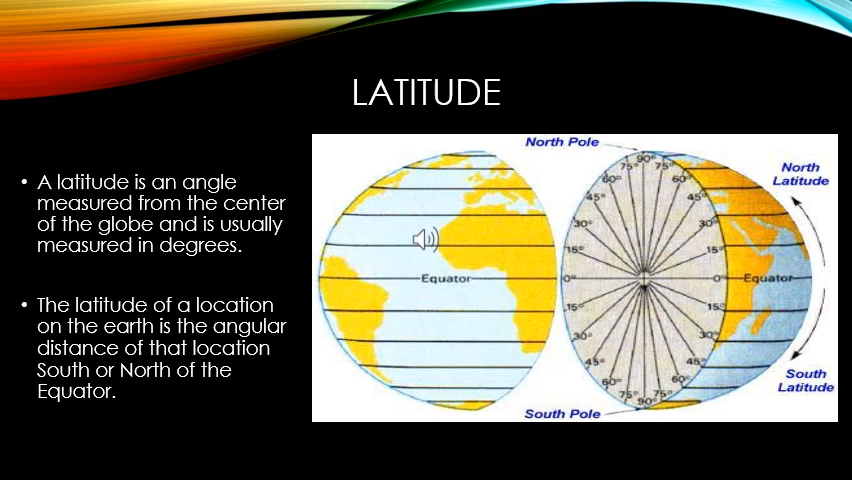 LATITUDE
• A latitude is an angle
measured from the center
of the globe and is usually
measured in degrees.
• The latitude of a location
on the earth is the angular
distance of that location
South or North of the
Equator.
North Pole
North
Latitude
90°
75° 75°
60° 60°
45° 45°
30° 30°
15° 15°
Equator 0° 0° Equator
15° 15°
30° 30°
45° 45°
60° 60°
75° 75°
90°
South
Latitude
South Pole